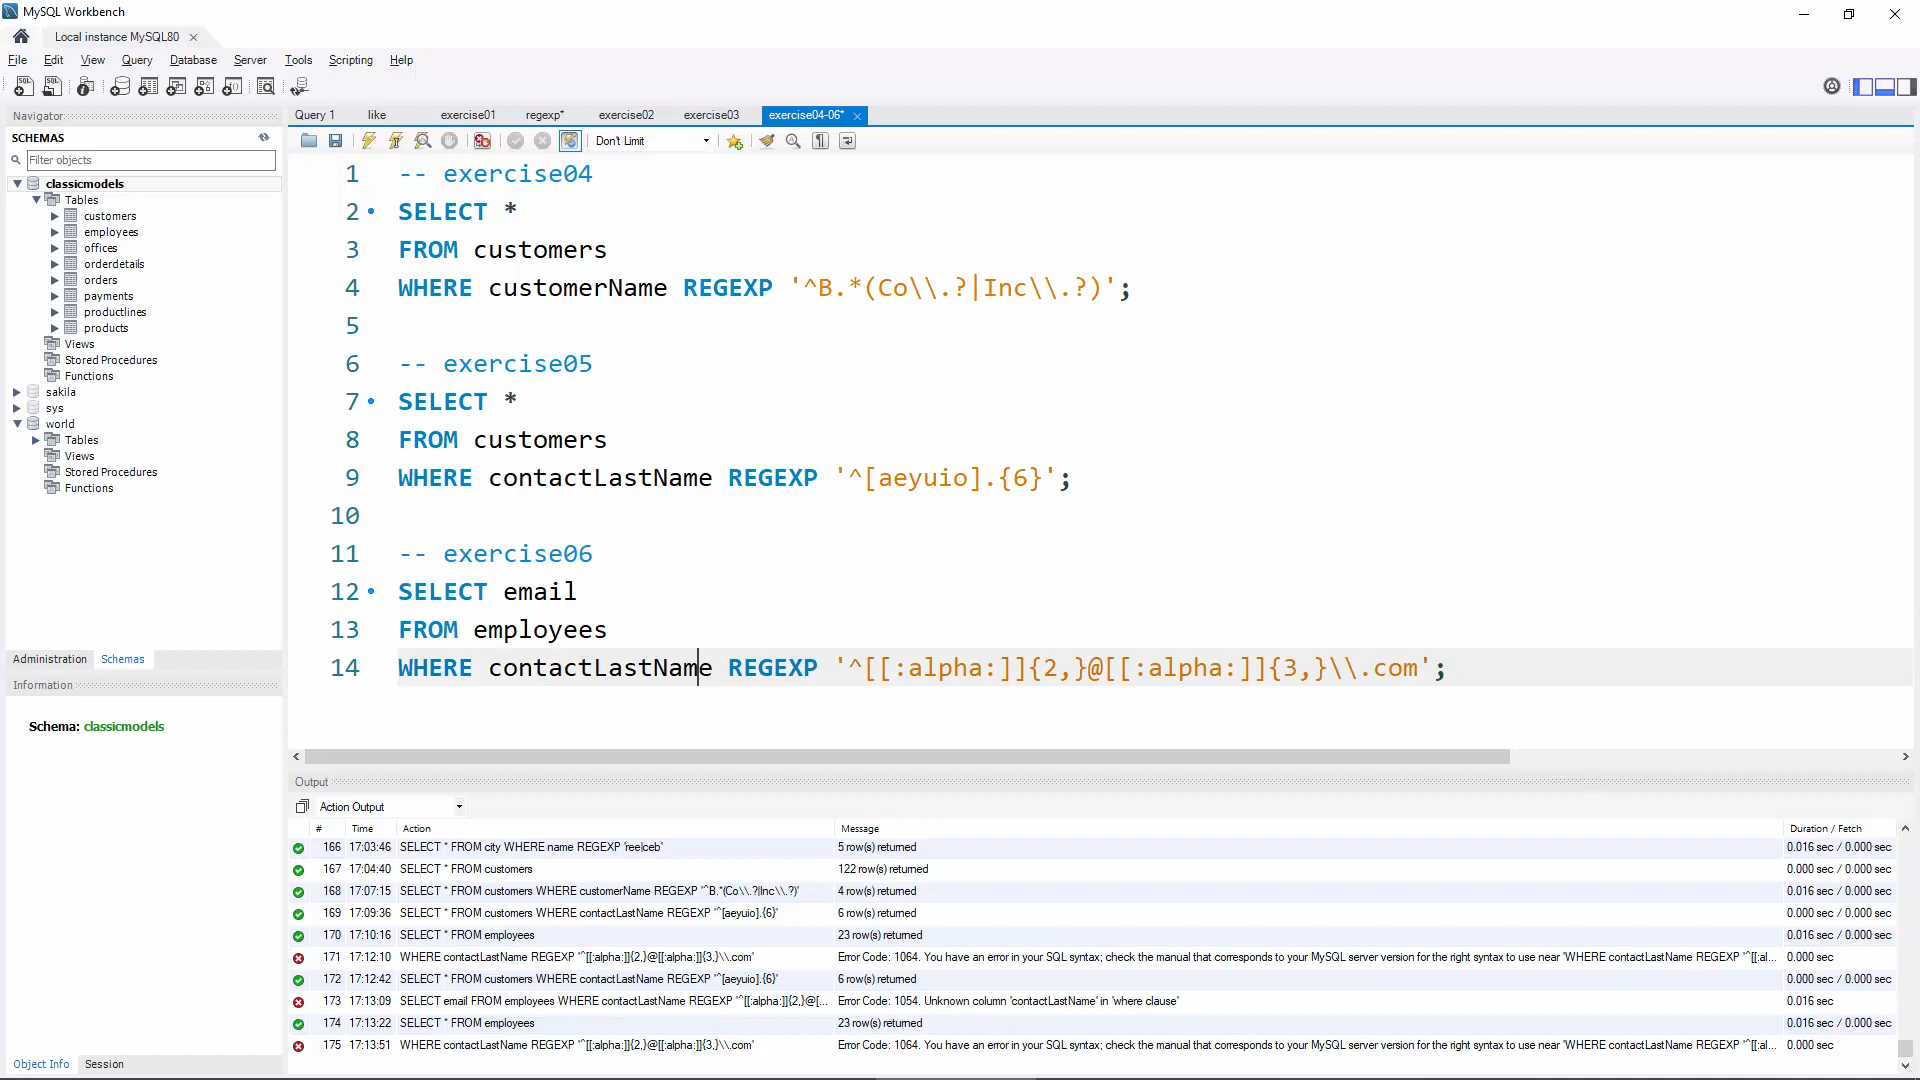 MySQL Workbench
Local instance MySQL80
File Edit View Query Database Server Tools Scripting Help
Navigator
SCHEMAS
Filter objects
classicmodels
Tables
customers
employees
offices
orderdetails
orders
payments
productlines
products
Views
Stored Procedures
Functions
sakila
sys
world
Tables
Views
Stored Procedures
Functions
Administration Schemas
Information
Schema: classicmodels
Object Info Session
Query 1 like exercise01 regexp* exercise02 exercise03 exercise04-06*
Don't Limit
1 -- exercise04
2 SELECT *
3 FROM customers
4 WHERE customerName REGEXP '^B.*(Co\\.?|Inc\\.?)';
5
6 -- exercise05
7 SELECT *
8 FROM customers
9 WHERE contactLastName REGEXP '^[aeyuio].{6}';
10
11 -- exercise06
12 SELECT email
13 FROM employees
14 WHERE contactLastName REGEXP '^[[:alpha:]]{2,}@[[:alpha:]]{3,}\\.com';
Output
Action Output
# Time Action Message Duration / Fetch
166 17:03:46 SELECT * FROM city WHERE name REGEXP 'ree|ceb' 5 row(s) returned 0.016 sec / 0.000 sec
167 17:04:40 SELECT * FROM customers 122 row(s) returned 0.000 sec / 0.000 sec
168 17:07:15 SELECT * FROM customers WHERE customerName REGEXP '^B.*(Co\\.?|Inc\\.?)' 4 row(s) returned 0.016 sec / 0.000 sec
169 17:09:36 SELECT * FROM customers WHERE contactLastName REGEXP '^[aeyuio].{6}' 6 row(s) returned 0.000 sec / 0.000 sec
170 17:10:16 SELECT * FROM employees 23 row(s) returned 0.016 sec / 0.000 sec
171 17:12:10 WHERE contactLastName REGEXP '^[[:alpha:]]{2,}@[[:alpha:]]{3,}\\.com' Error Code: 1064. You have an error in your SQL syntax; check the manual that corresponds to your MySQL server version for the right syntax to use near 'WHERE contactLastName REGEXP '^[[:al... 0.000 sec
172 17:12:42 SELECT * FROM customers WHERE contactLastName REGEXP '^[aeyuio].{6}' 6 row(s) returned 0.000 sec / 0.000 sec
173 17:13:09 SELECT email FROM employees WHERE contactLastName REGEXP '^[[:alpha:]]{2,}@[... Error Code: 1054. Unknown column 'contactLastName' in 'where clause' 0.016 sec
174 17:13:22 SELECT * FROM employees 23 row(s) returned 0.016 sec / 0.000 sec
175 17:13:51 WHERE contactLastName REGEXP '^[[:alpha:]]{2,}@[[:alpha:]]{3,}\\.com' Error Code: 1064. You have an error in your SQL syntax; check the manual that corresponds to your MySQL server version for the right syntax to use near 'WHERE contactLastName REGEXP '^[[:al... 0.000 sec